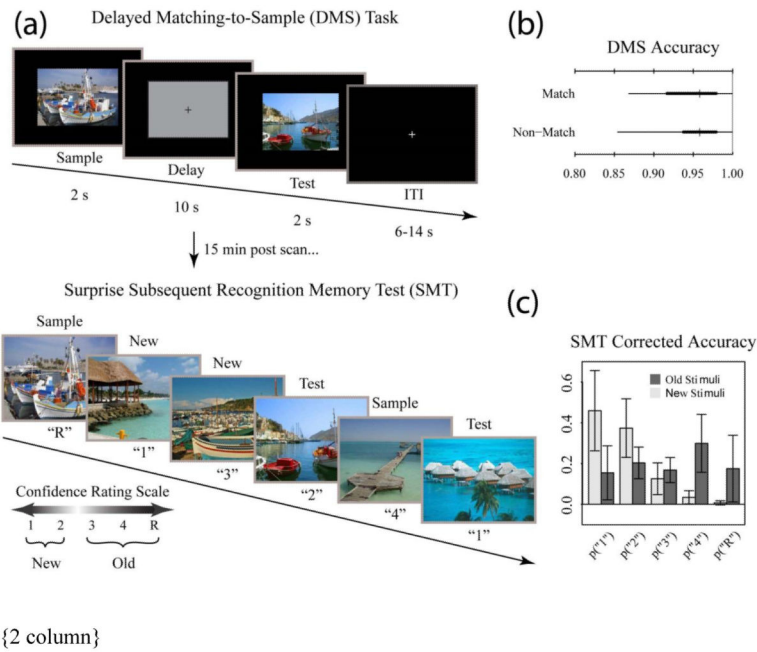 (a)
Delayed Matching-to-Sample (DMS) Task
Sample
2 s
Delay
10 s
Test
2 s
ITI
6-14 s
15 min post scan...
Surprise Subsequent Recognition Memory Test (SMT)
Sample
“R”
New
“1”
New
“3”
Test
“2”
Sample
“4”
Test
“1”
Confidence Rating Scale
1 2 3 4 R
New Old
(b)
DMS Accuracy
Match
Non−Match
0.80 0.85 0.90 0.95 1.00
(c)
SMT Corrected Accuracy
Old Stimuli
New Stimuli
0.6
0.4
0.2
0.0
p("1") p("2") p("3") p("4") p("R")
{2 column}